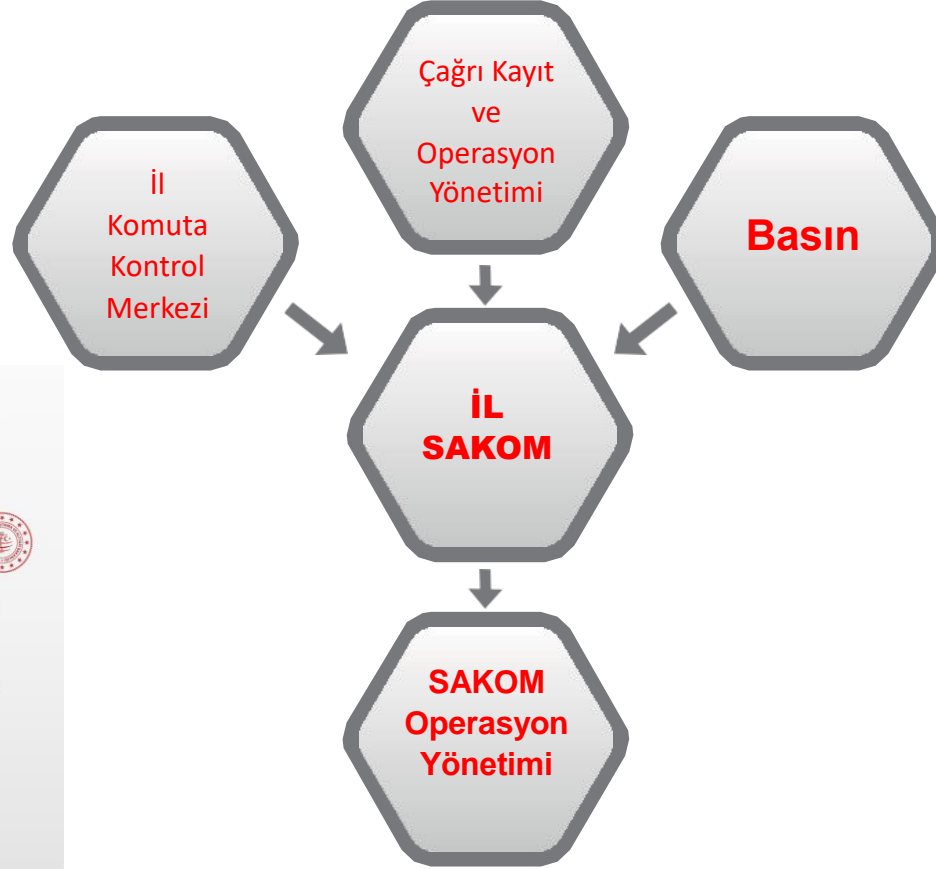 Çağrı Kayıt
ve
Operasyon
Yönetimi
İl
Komuta
Kontrol
Merkezi
Basın
İL
SAKOM
SAKOM
Operasyon
Yönetimi